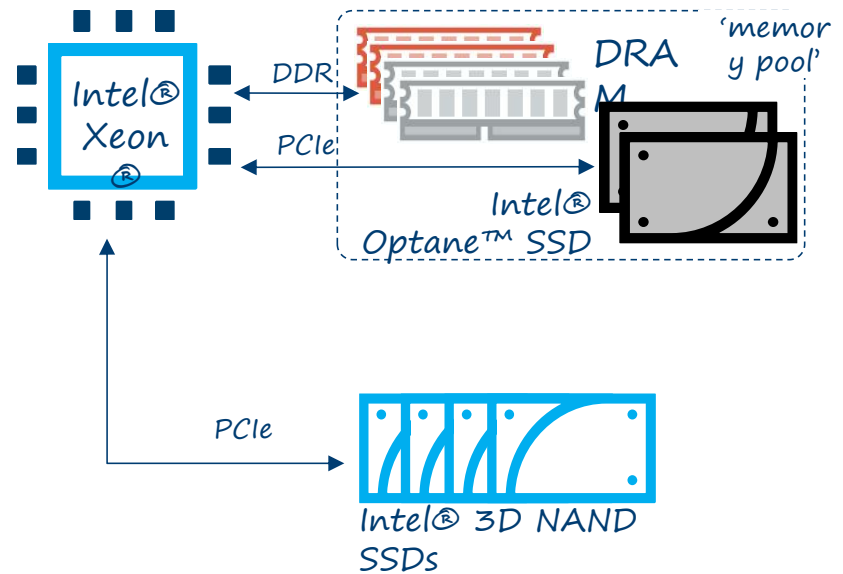 Intel®
Xeon
®
DDR
PCIe
DRA
M
‘memor
y pool’
Intel®
Optane™ SSD
PCIe
Intel® 3D NAND
SSDs